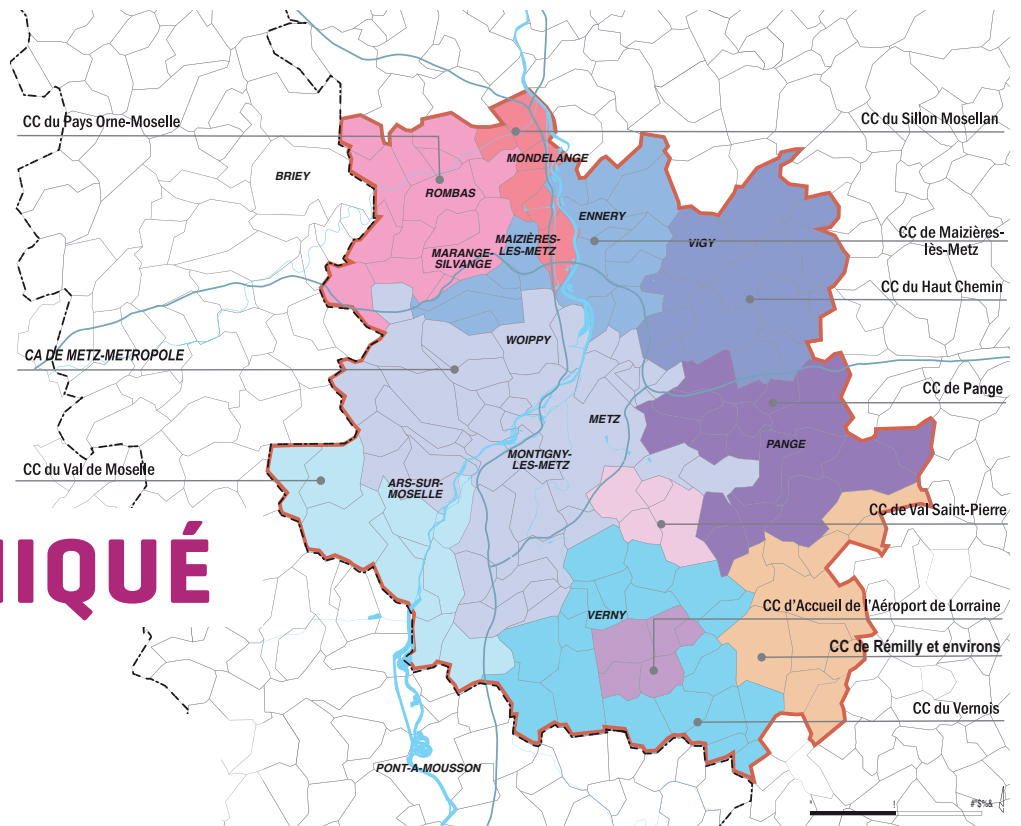 CC du Pays Orne-Moselle
CC du Sillon Mosellan
MONDELANGE
BRIEY
ROMBAS
ENNERY
CC de Maizières-
lès-Metz
MAIZIÈRES-
LES-METZ
ViGY
MARANGE-
SILVANGE
CC du Haut Chemin
WOIPPY
CA DE METZ-METROPOLE
CC de Pange
METZ
PANGE
MONTIGNY-
LES-METZ
CC du Val de Moselle
ARS-SUR-
MOSELLE
CC de Val Saint-Pierre
IQUÉ
CC d'Accueil de l'Aéroport de Lorraine
VERNY
CC de Rémilly et environs
CC du Vernois
PONT-A-MOUSSON
#"$%&